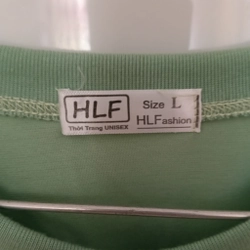 HLF
Thời Trang UNISEX
Size L
HLFashion